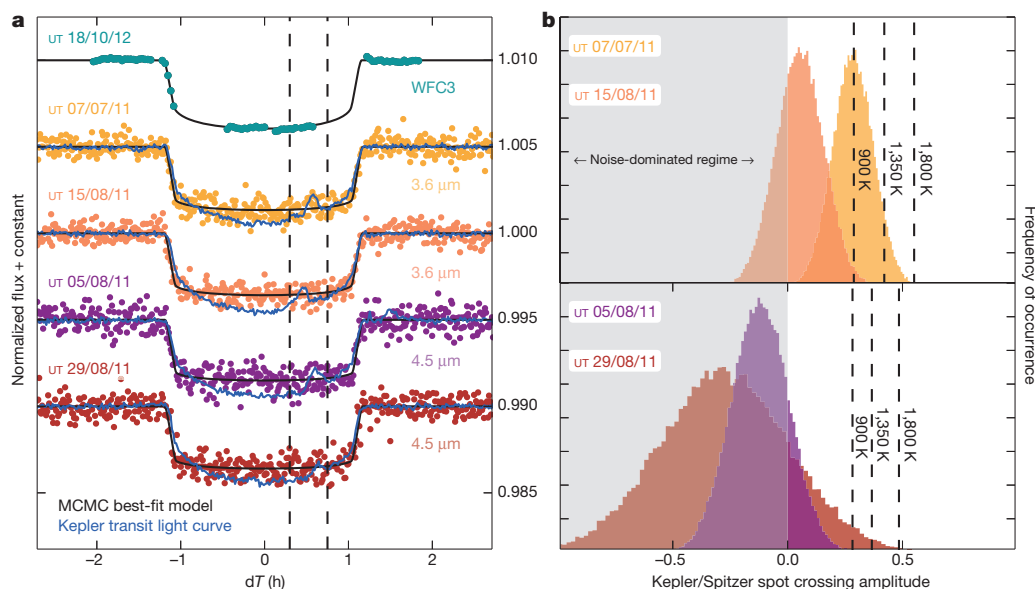 a
UT 18/10/12
WFC3
UT 07/07/11
3.6 µm
UT 15/08/11
3.6 µm
UT 05/08/11
4.5 µm
UT 29/08/11
4.5 µm
MCMC best-fit model
Kepler transit light curve
Normalized flux + constant
1.010
1.005
1.000
0.995
0.990
0.985
−2
−1
0
1
2
dT (h)
b
UT 07/07/11
UT 15/08/11
← Noise-dominated regime →
900 K
1,350 K
1,800 K
UT 05/08/11
UT 29/08/11
900 K
1,350 K
1,800 K
Frequency of occurrence
−0.5
0.0
0.5
Kepler/Spitzer spot crossing amplitude